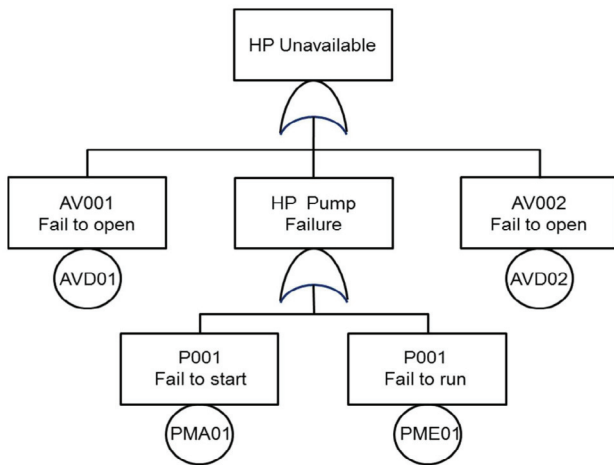 HP Unavailable
AV001
Fail to open
HP Pump
Failure
AV002
Fail to open
AVD01
AVD02
P001
Fail to start
P001
Fail to run
PMA01
PME01